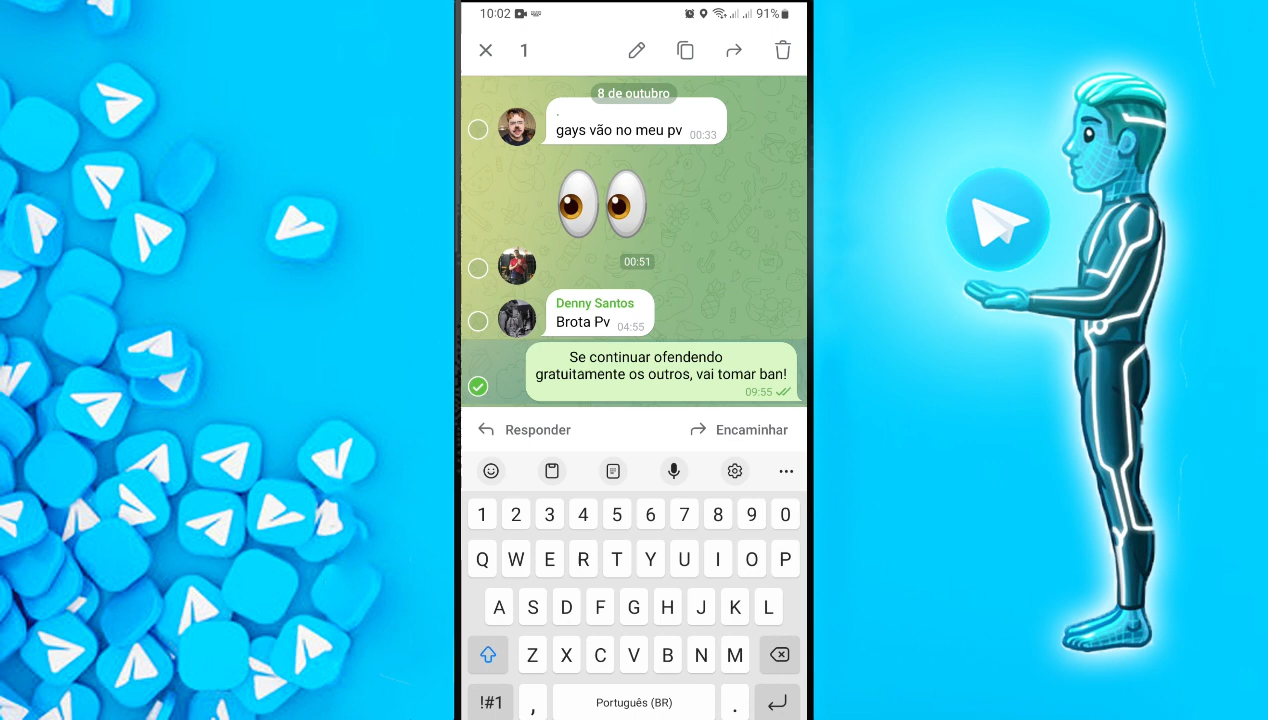 10:02
91%
1
8 de outubro
.
gays vão no meu pv 00:33
00:51
Denny Santos
Brota Pv 04:55
Se continuar ofendendo
gratuitamente os outros, vai tomar ban!
09:55
Responder
Encaminhar
1 2 3 4 5 6 7 8 9 0
Q W E R T Y U I O P
A S D F G H J K L
Z X C V B N M
!#1 , Português (BR) .